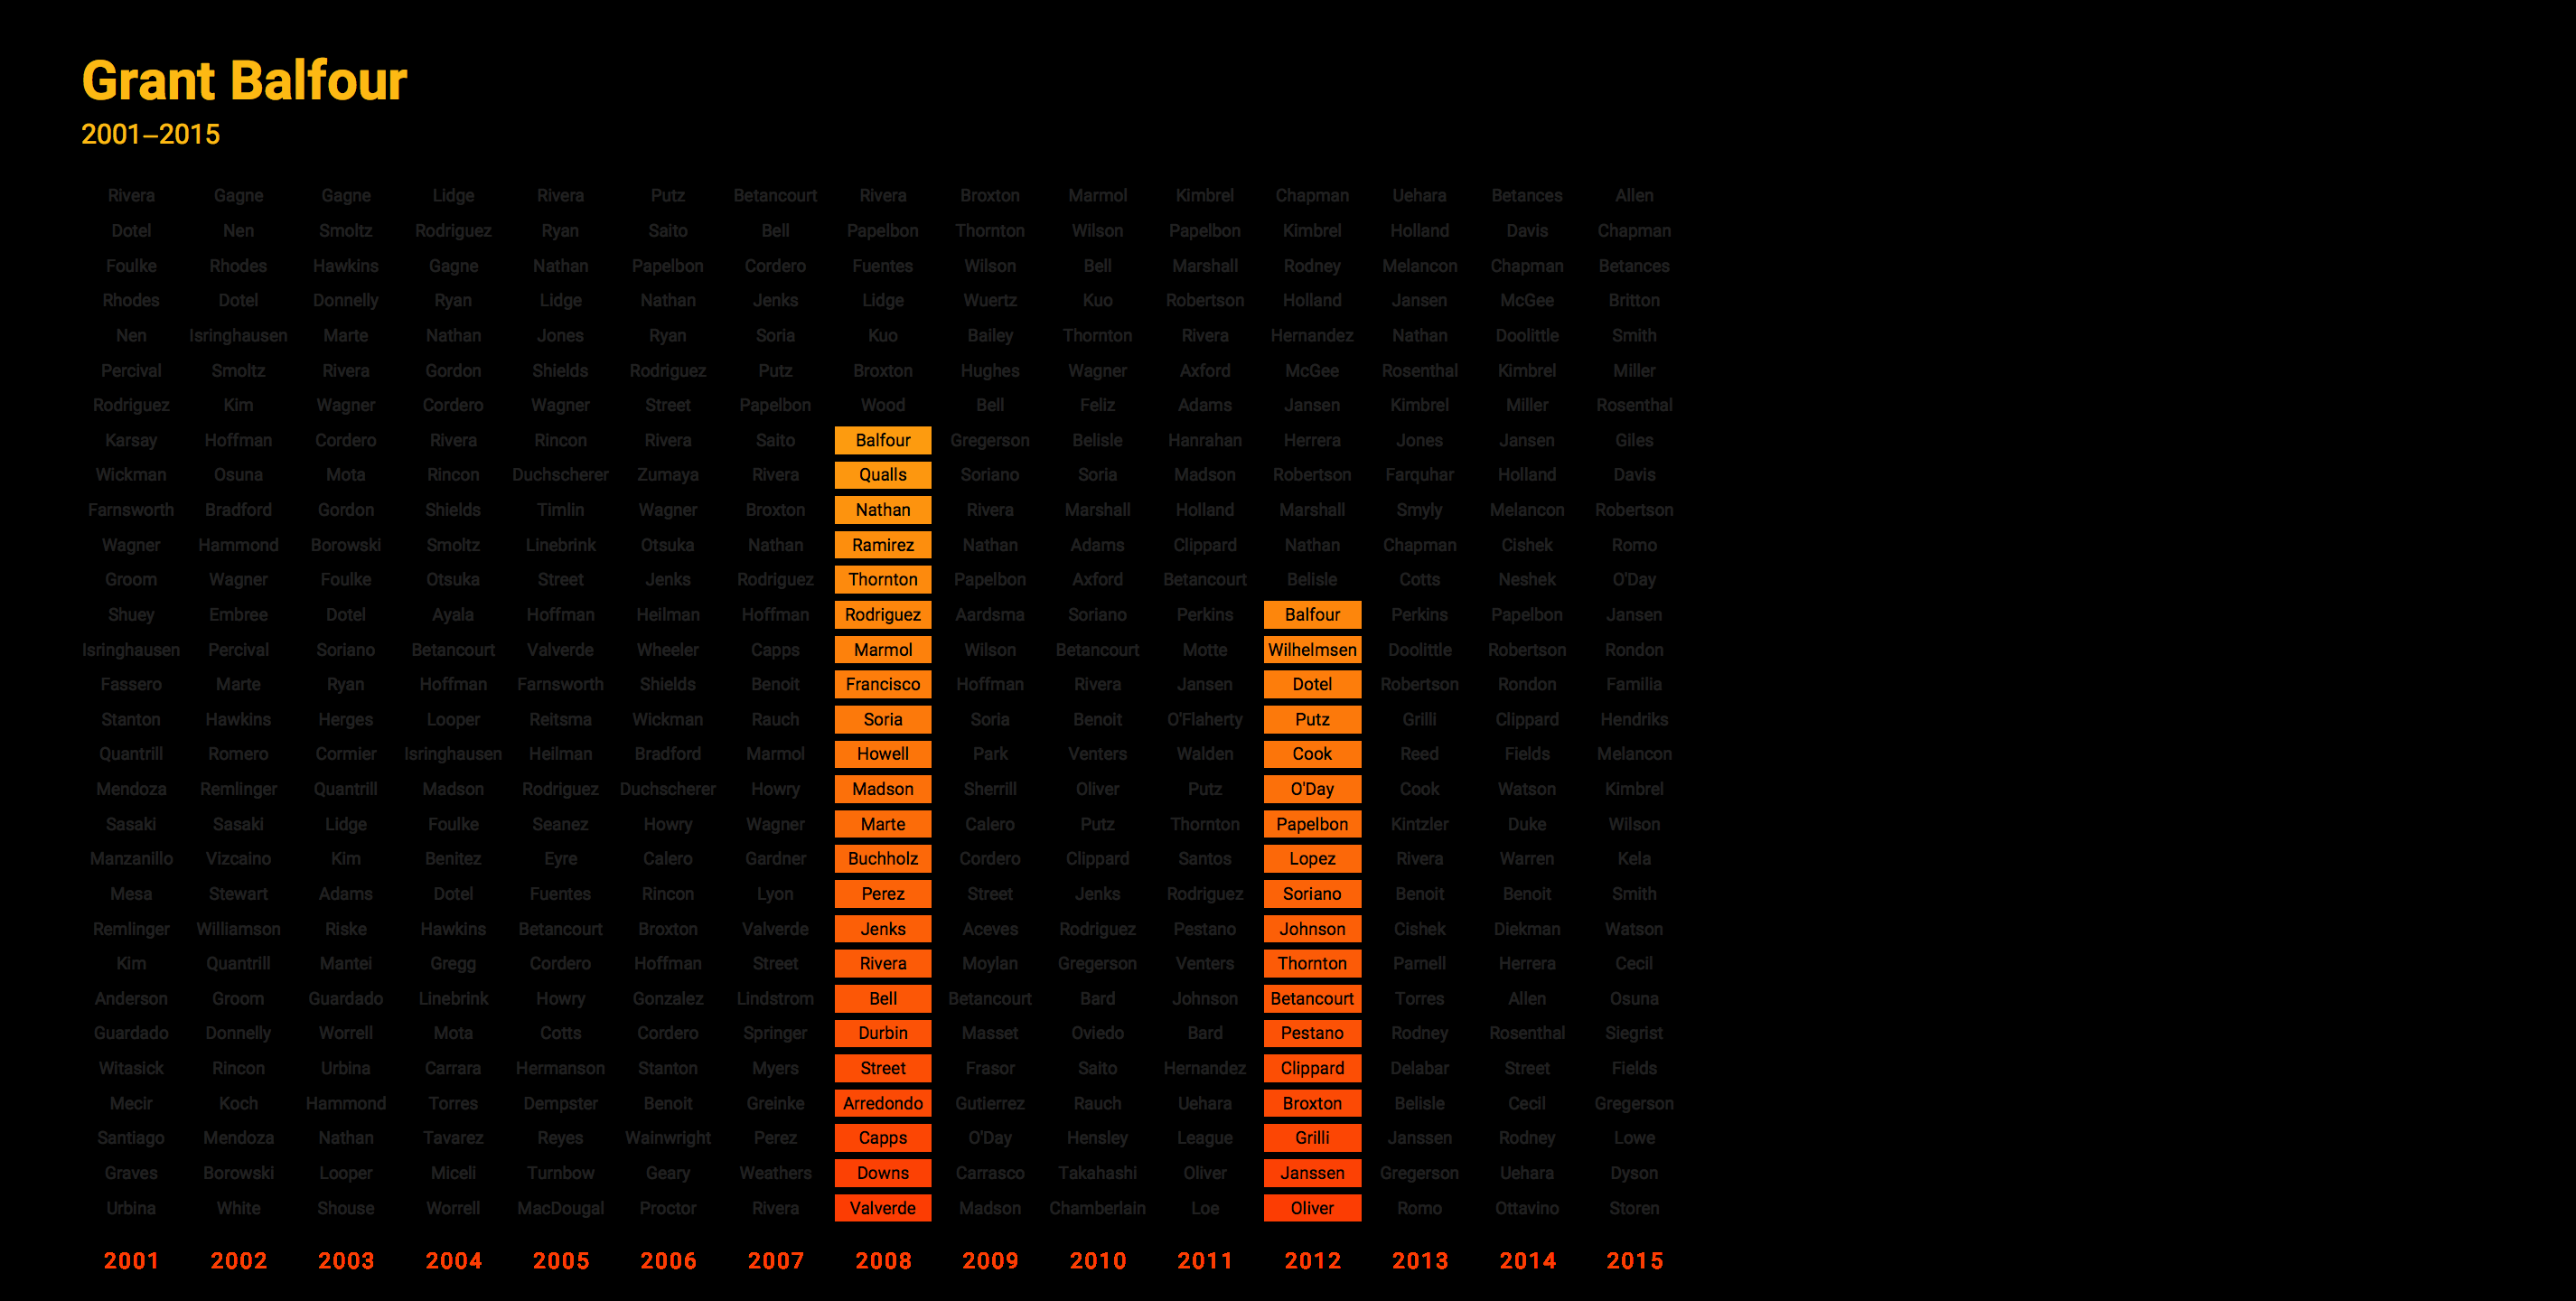 Grant Balfour
2001–2015
Rivera Gagne Gagne Lidge Rivera Putz Betancourt Rivera Broxton Marmol Kimbrel Chapman Uehara Betances Allen
Dotel Nen Smoltz Rodriguez Ryan Saito Bell Papelbon Thornton Wilson Papelbon Kimbrel Holland Davis Chapman
Foulke Rhodes Hawkins Gagne Nathan Papelbon Cordero Fuentes Wilson Bell Marshall Rodney Melancon Chapman Betances
Rhodes Dotel Donnelly Ryan Lidge Nathan Jenks Lidge Wuertz Kuo Robertson Holland Jansen McGee Britton
Nen Isringhausen Marte Nathan Jones Ryan Soria Kuo Bailey Thornton Rivera Hernandez Nathan Doolittle Smith
Percival Smoltz Rivera Gordon Shields Rodriguez Putz Broxton Hughes Wagner Axford McGee Rosenthal Kimbrel Miller
Rodriguez Kim Wagner Cordero Wagner Street Papelbon Wood Bell Feliz Adams Jansen Kimbrel Miller Rosenthal
Karsay Hoffman Cordero Rivera Rincon Rivera Saito Balfour Gregerson Belisle Hanrahan Herrera Jones Jansen Giles
Wickman Osuna Mota Rincon Duchscherer Zumaya Rivera Qualls Soriano Soria Madson Robertson Farquhar Holland Davis
Farnsworth Bradford Gordon Shields Timlin Wagner Broxton Nathan Rivera Marshall Holland Marshall Smyly Melancon Robertson
Wagner Hammond Borowski Smoltz Linebrink Otsuka Nathan Ramirez Nathan Adams Clippard Nathan Chapman Cishek Romo
Groom Wagner Foulke Otsuka Street Jenks Rodriguez Thornton Papelbon Axford Betancourt Belisle Cotts Neshek O'Day
Shuey Embree Dotel Ayala Hoffman Heilman Hoffman Rodriguez Aardsma Soriano Perkins Balfour Perkins Papelbon Jansen
Isringhausen Percival Soriano Betancourt Valverde Wheeler Capps Marmol Wilson Betancourt Motte Wilhelmsen Doolittle Robertson Rondon
Fassero Marte Ryan Hoffman Farnsworth Shields Benoit Francisco Hoffman Rivera Jansen Dotel Robertson Rondon Familia
Stanton Hawkins Herges Looper Reitsma Wickman Rauch Soria Soria Benoit O'Flaherty Putz Grilli Clippard Hendriks
Quantrill Romero Cormier Isringhausen Heilman Bradford Marmol Howell Park Venters Walden Cook Reed Fields Melancon
Mendoza Remlinger Quantrill Madson Rodriguez Duchscherer Howry Madson Sherrill Oliver Putz O'Day Cook Watson Kimbrel
Sasaki Sasaki Lidge Foulke Seanez Howry Wagner Marte Calero Putz Thornton Papelbon Kintzler Duke Wilson
Manzanillo Vizcaino Kim Benitez Eyre Calero Gardner Buchholz Cordero Clippard Santos Lopez Rivera Warren Kela
Mesa Stewart Adams Dotel Fuentes Rincon Lyon Perez Street Jenks Rodriguez Soriano Benoit Benoit Smith
Remlinger Williamson Riske Hawkins Betancourt Broxton Valverde Jenks Aceves Rodriguez Pestano Johnson Cishek Diekman Watson
Kim Quantrill Mantei Gregg Cordero Hoffman Street Rivera Moylan Gregerson Venters Thornton Parnell Herrera Cecil
Anderson Groom Guardado Linebrink Howry Gonzalez Lindstrom Bell Betancourt Bard Johnson Betancourt Torres Allen Osuna
Guardado Donnelly Worrell Mota Cotts Cordero Springer Durbin Masset Oviedo Bard Pestano Rodney Rosenthal Siegrist
Witasick Rincon Urbina Carrara Hermanson Stanton Myers Street Frasor Saito Hernandez Clippard Delabar Street Fields
Mecir Koch Hammond Torres Dempster Benoit Greinke Arredondo Gutierrez Rauch Uehara Broxton Belisle Cecil Gregerson
Santiago Mendoza Nathan Tavarez Reyes Wainwright Perez Capps O'Day Hensley League Grilli Janssen Rodney Lowe
Graves Borowski Looper Miceli Turnbow Geary Weathers Downs Carrasco Takahashi Oliver Janssen Gregerson Uehara Dyson
Urbina White Shouse Worrell MacDougal Proctor Rivera Valverde Madson Chamberlain Loe Oliver Romo Ottavino Storen
2001 2002 2003 2004 2005 2006 2007 2008 2009 2010 2011 2012 2013 2014 2015